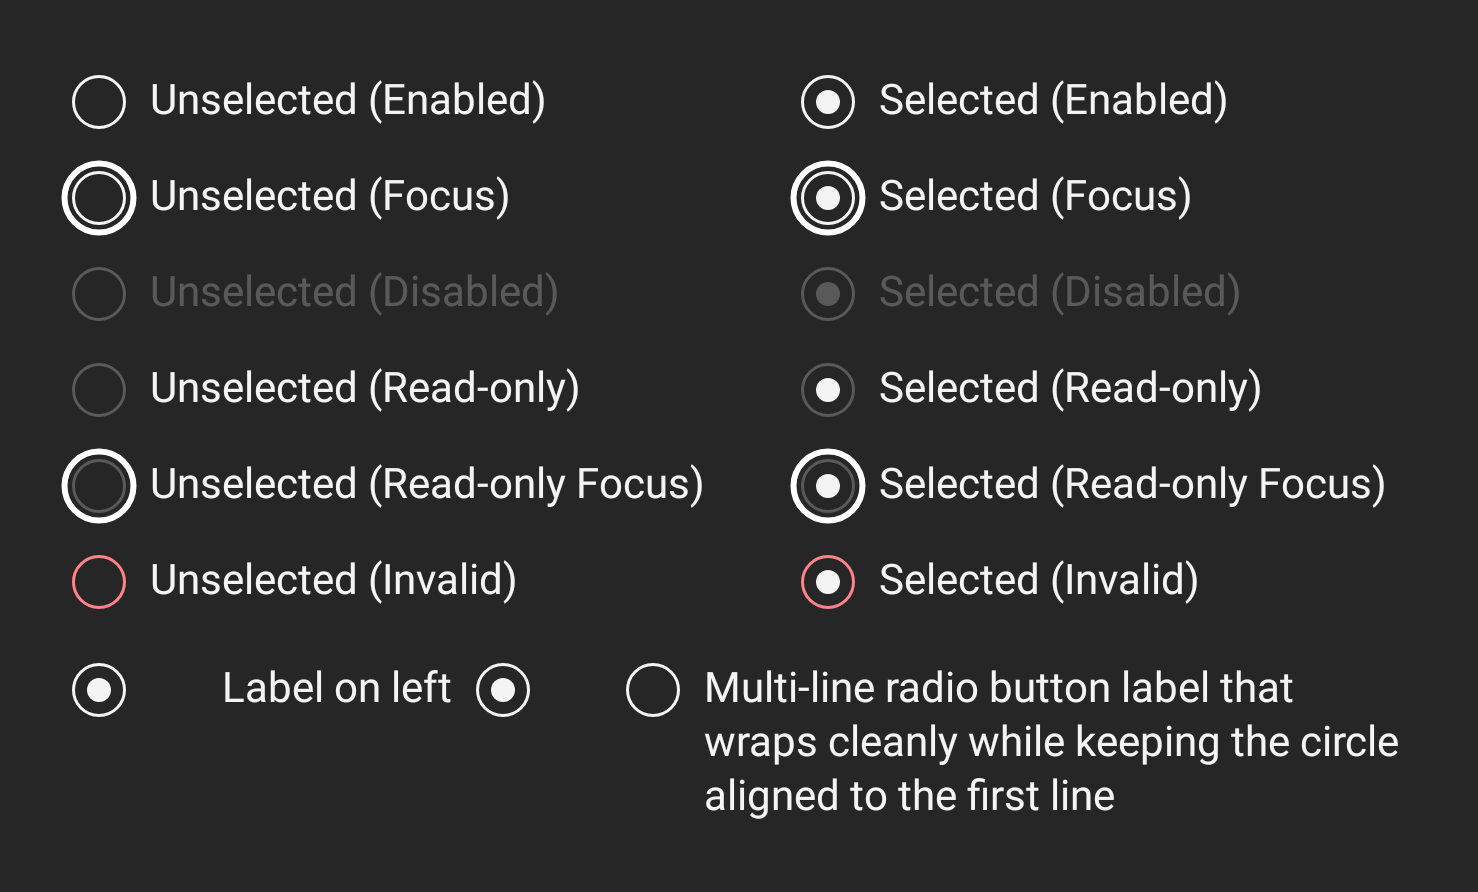 Unselected (Enabled)
Selected (Enabled)
Unselected (Focus)
Selected (Focus)
Unselected (Disabled)
Selected (Disabled)
Unselected (Read-only)
Selected (Read-only)
Unselected (Read-only Focus)
Selected (Read-only Focus)
Unselected (Invalid)
Selected (Invalid)
Label on left
Multi-line radio button label that
wraps cleanly while keeping the circle
aligned to the first line